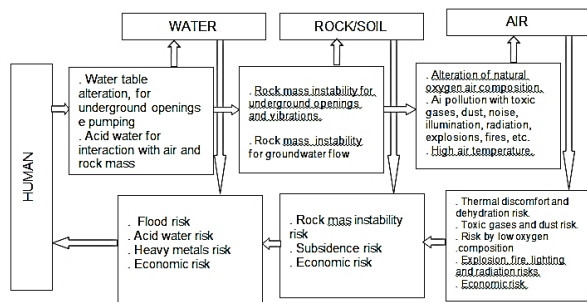 WATER
ROCK/SOIL
AIR
HUMAN
. Water table
alteration, for
underground openings
e pumping
. Acid water for
interaction with air and
rock mass
. Rock mass instability for
underground openings
and vibrations.
. Rock mass instability
for groundwater flow
. Alteration of natural
oxygen air composition.
. Ai pollution with toxic
gases, dust, noise,
illumination, radiation,
explosions, fires, etc.
. High air temperature.
. Flood risk
. Acid water risk
. Heavy metals risk
. Economic risk
. Rock mas instability
risk
. Subsidence risk
. Economic risk
. Thermal discomfort and
dehydration risk.
. Toxic gases and dust risk.
. Risk by low oxygen
composition
. Explosion, fire, lighting
and radiation risks.
. Economic risk.